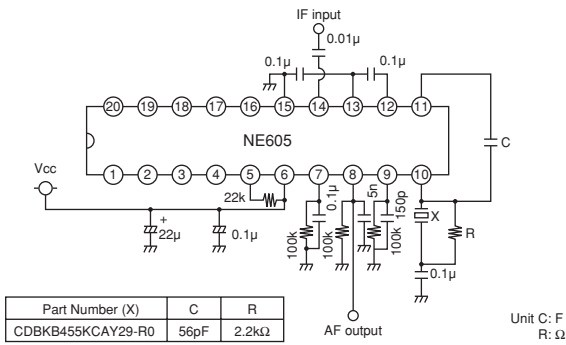 IF input
0.01µ
0.1µ
0.1µ
20 19 18 17 16 15 14 13 12 11
NE605
C
1 2 3 4 5 6 7 8 9 10
Vcc
22k
+
22µ
0.1µ
100k
0.1µ
100k
5n
100k
150p
X
R
0.1µ
AF output
Part Number (X) C R
CDBKB455KCAY29-R0 56pF 2.2kΩ
Unit C: F
R: Ω